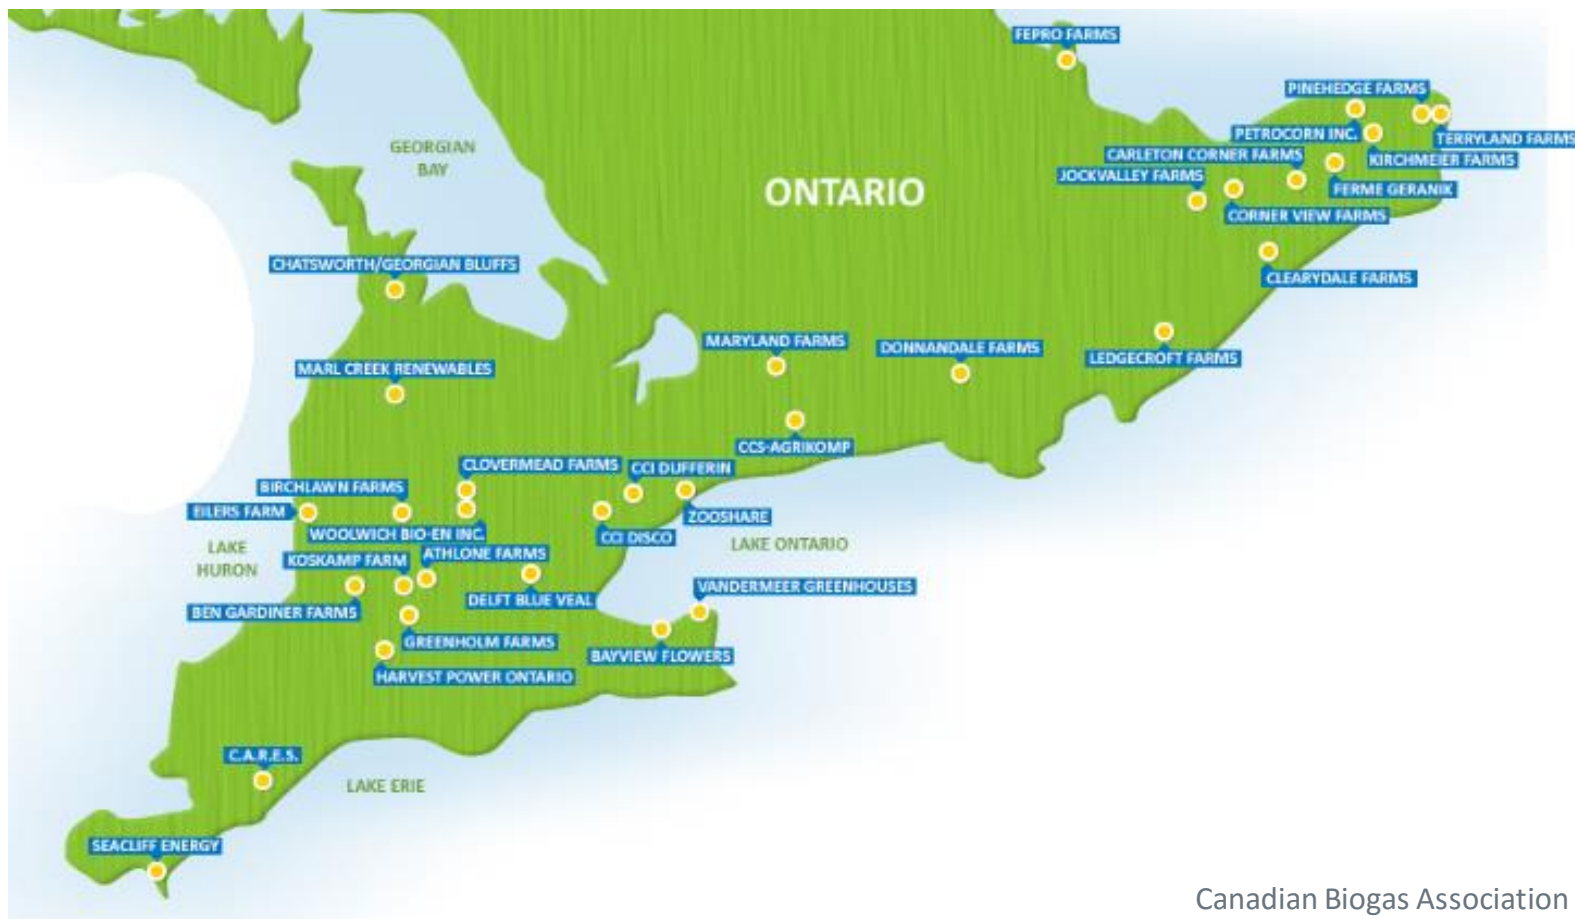 FEPRO FARMS
PINEHEDGE FARMS
PETROCORN INC.
TERRYLAND FARMS
CARLETON CORNER FARMS
KIRCHMEIER FARMS
JOCKVALLEY FARMS
FERME GERANIK
CORNER VIEW FARMS
GEORGIAN
BAY
ONTARIO
CHATSWORTH/GEORGIAN BLUFFS
CLEARYDALE FARMS
MARYLAND FARMS
DONNANDALE FARMS
LEDGECROFT FARMS
MARL CREEK RENEWABLES
CCS-AGRIKOMP
CLOVERMEAD FARMS
CCI DUFFERIN
BIRCHLAWN FARMS
EILERS FARM
ZOOSHARE
WOOLWICH BIO-EN INC.
CCI DISCO
LAKE
HURON
LAKE ONTARIO
KOSKAMP FARM
ATHLONE FARMS
VANDERMEER GREENHOUSES
DELFT BLUE VEAL
BEN GARDINER FARMS
GREENHOLM FARMS
BAYVIEW FLOWERS
HARVEST POWER ONTARIO
C.A.R.E.S.
LAKE ERIE
SEACLIFF ENERGY
Canadian Biogas Association